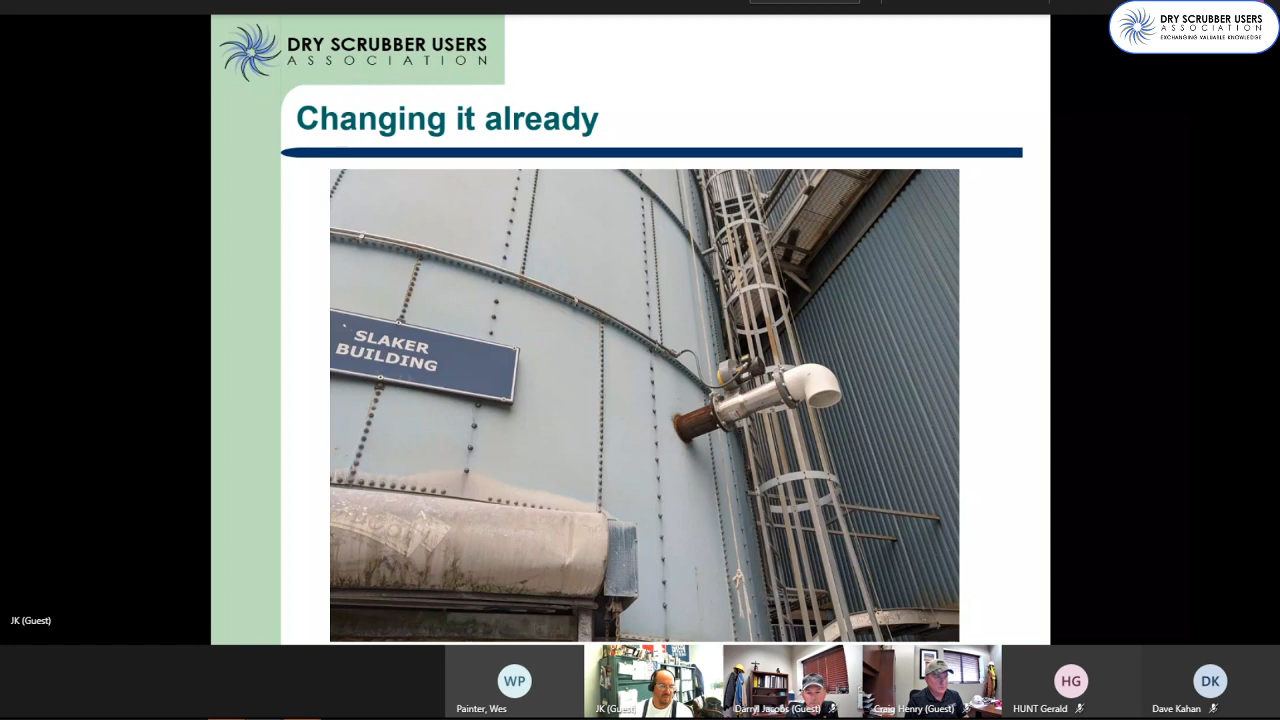 DRY SCRUBBER USERS
ASSOCIATION
DRY SCRUBBER USERS
ASSOCIATION
EXCHANGING VALUABLE KNOWLEDGE
Changing it already
SLAKER
BUILDING
JK (Guest)
WP
HG
DK
Painter, Wes
JK (Guest)
Darryl Jacobs (Guest)
Craig Henry (Guest)
HUNT Gerald
Dave Kahan